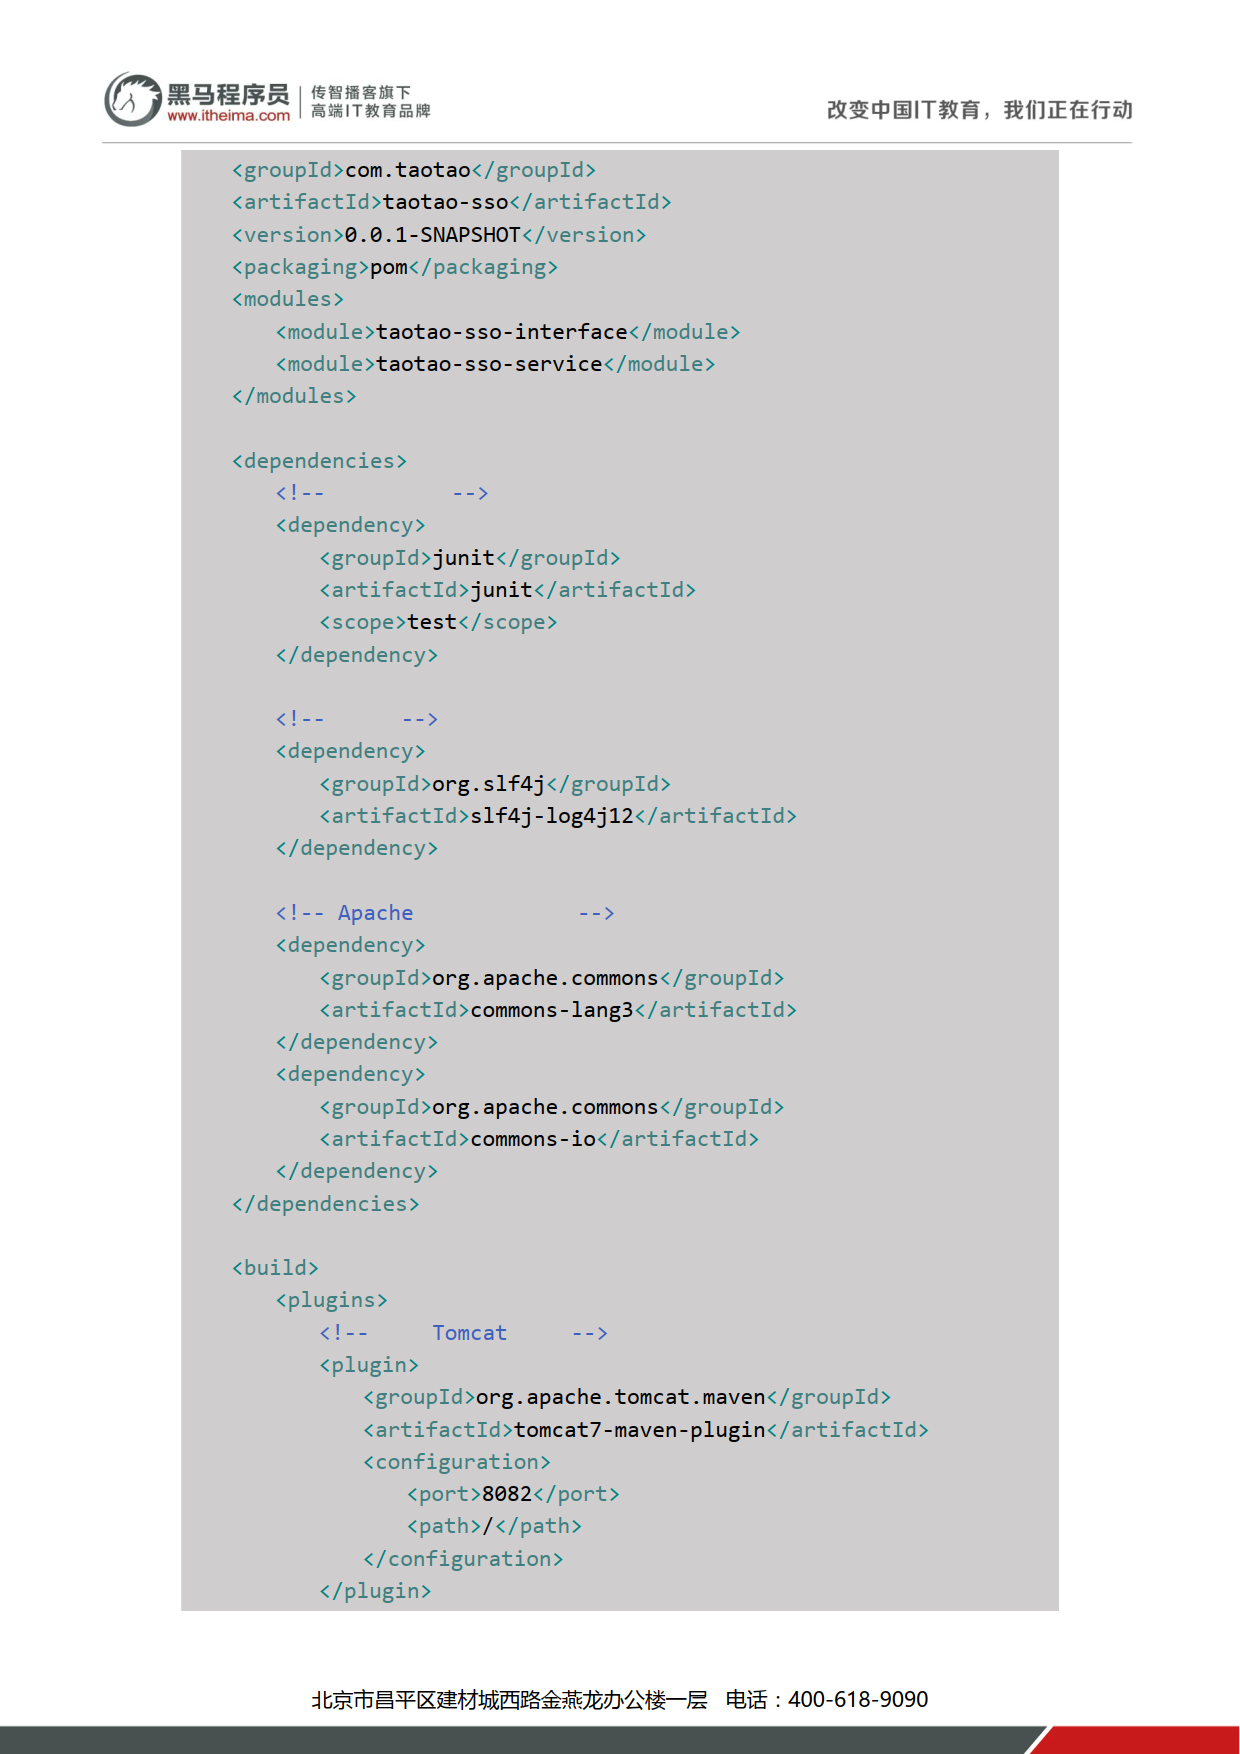 黑马程序员
www.itheima.com
传智播客旗下
高端IT教育品牌
改变中国IT教育，我们正在行动
<groupId>com.taotao</groupId>
<artifactId>taotao-sso</artifactId>
<version>0.0.1-SNAPSHOT</version>
<packaging>pom</packaging>
<modules>
<module>taotao-sso-interface</module>
<module>taotao-sso-service</module>
</modules>
<dependencies>
<!-- -->
<dependency>
<groupId>junit</groupId>
<artifactId>junit</artifactId>
<scope>test</scope>
</dependency>
<!-- -->
<dependency>
<groupId>org.slf4j</groupId>
<artifactId>slf4j-log4j12</artifactId>
</dependency>
<!-- Apache -->
<dependency>
<groupId>org.apache.commons</groupId>
<artifactId>commons-lang3</artifactId>
</dependency>
<dependency>
<groupId>org.apache.commons</groupId>
<artifactId>commons-io</artifactId>
</dependency>
</dependencies>
<build>
<plugins>
<!-- Tomcat -->
<plugin>
<groupId>org.apache.tomcat.maven</groupId>
<artifactId>tomcat7-maven-plugin</artifactId>
<configuration>
<port>8082</port>
<path>/</path>
</configuration>
</plugin>
北京市昌平区建材城西路金燕龙办公楼一层 电话：400-618-9090